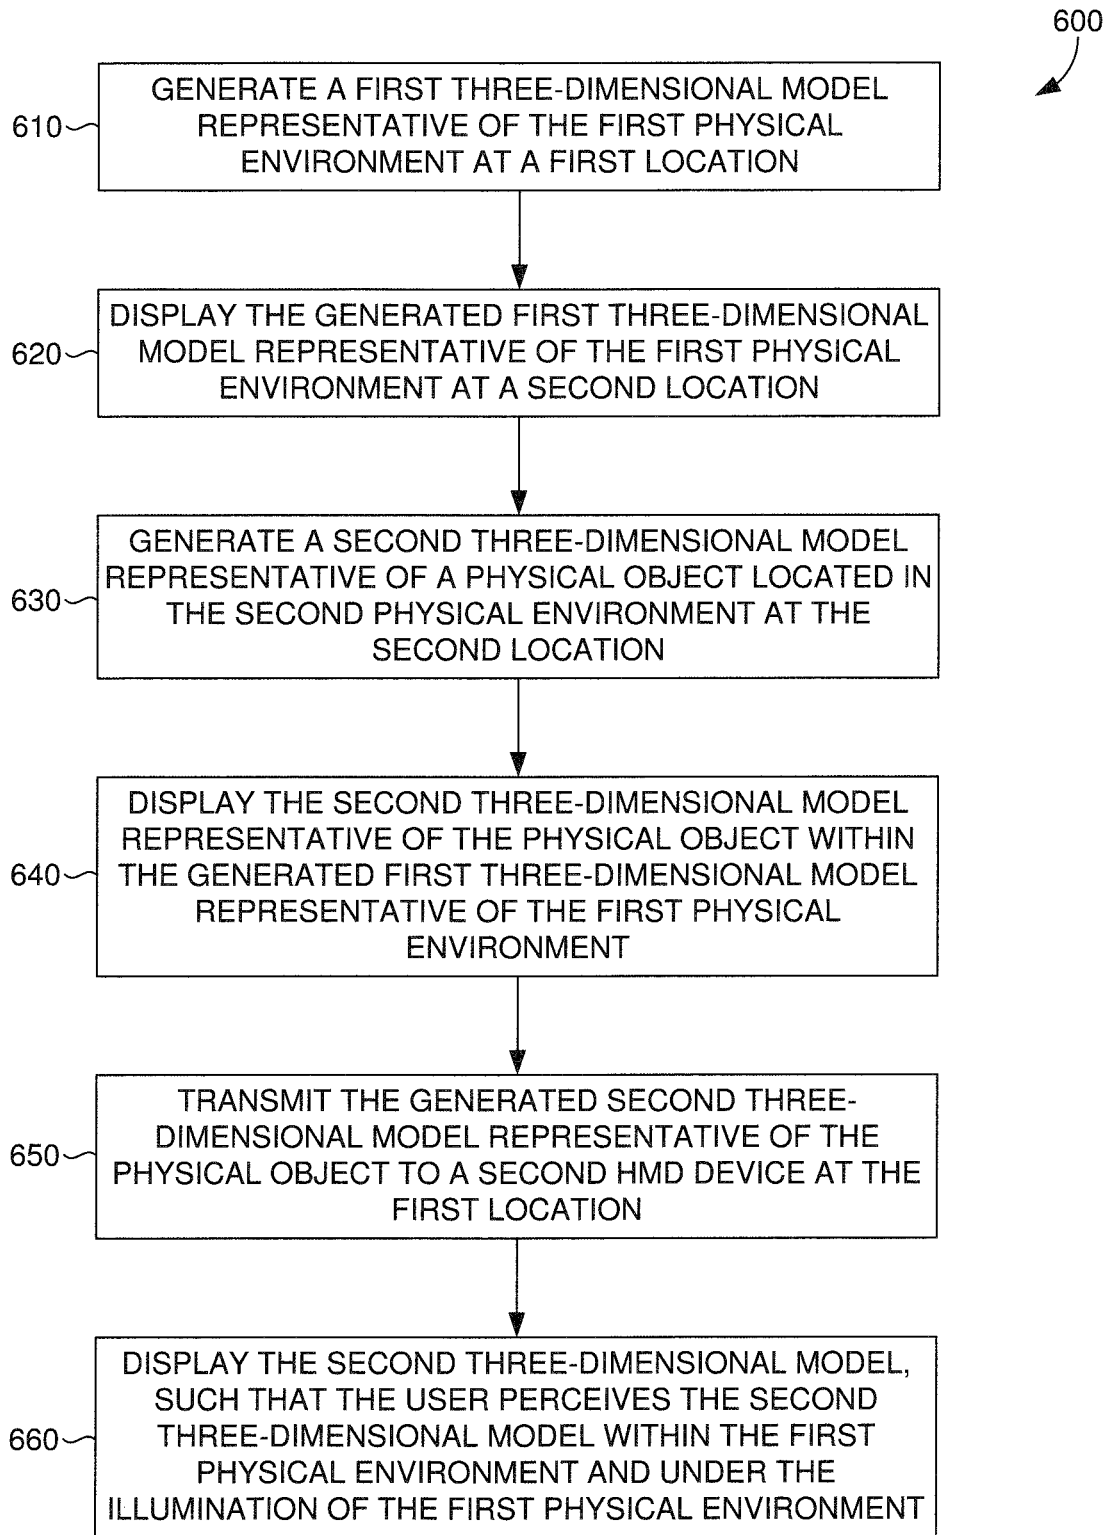 600
610
GENERATE A FIRST THREE-DIMENSIONAL MODEL
REPRESENTATIVE OF THE FIRST PHYSICAL
ENVIRONMENT AT A FIRST LOCATION
620
DISPLAY THE GENERATED FIRST THREE-DIMENSIONAL
MODEL REPRESENTATIVE OF THE FIRST PHYSICAL
ENVIRONMENT AT A SECOND LOCATION
630
GENERATE A SECOND THREE-DIMENSIONAL MODEL
REPRESENTATIVE OF A PHYSICAL OBJECT LOCATED IN
THE SECOND PHYSICAL ENVIRONMENT AT THE
SECOND LOCATION
640
DISPLAY THE SECOND THREE-DIMENSIONAL MODEL
REPRESENTATIVE OF THE PHYSICAL OBJECT WITHIN
THE GENERATED FIRST THREE-DIMENSIONAL MODEL
REPRESENTATIVE OF THE FIRST PHYSICAL
ENVIRONMENT
650
TRANSMIT THE GENERATED SECOND THREE-
DIMENSIONAL MODEL REPRESENTATIVE OF THE
PHYSICAL OBJECT TO A SECOND HMD DEVICE AT THE
FIRST LOCATION
660
DISPLAY THE SECOND THREE-DIMENSIONAL MODEL,
SUCH THAT THE USER PERCEIVES THE SECOND
THREE-DIMENSIONAL MODEL WITHIN THE FIRST
PHYSICAL ENVIRONMENT AND UNDER THE
ILLUMINATION OF THE FIRST PHYSICAL ENVIRONMENT